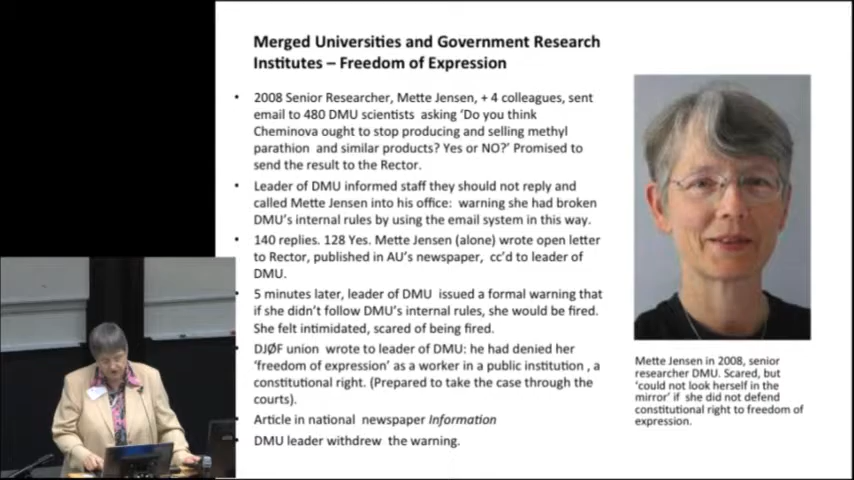 Merged Universities and Government Research
Institutes – Freedom of Expression
• 2008 Senior Researcher, Mette Jensen, + 4 colleagues, sent
email to 480 DMU scientists asking 'Do you think
Cheminova ought to stop producing and selling methyl
parathion and similar products? Yes or NO?' Promised to
send the result to the Rector.
• Leader of DMU informed staff they should not reply and
called Mette Jensen into his office: warning she had broken
DMU's internal rules by using the email system in this way.
• 140 replies. 128 Yes. Mette Jensen (alone) wrote open letter
to Rector, published in AU's newspaper, cc'd to leader of
DMU.
• 5 minutes later, leader of DMU issued a formal warning that
if she didn't follow DMU's internal rules, she would be fired.
She felt intimidated, scared of being fired.
• DJØF union wrote to leader of DMU: he had denied her
'freedom of expression' as a worker in a public institution , a
constitutional right. (Prepared to take the case through the
courts).
• Article in national newspaper Information
• DMU leader withdrew the warning.
Mette Jensen in 2008, senior
researcher DMU. Scared, but
'could not look herself in the
mirror' if she did not defend
constitutional right to freedom of
expression.